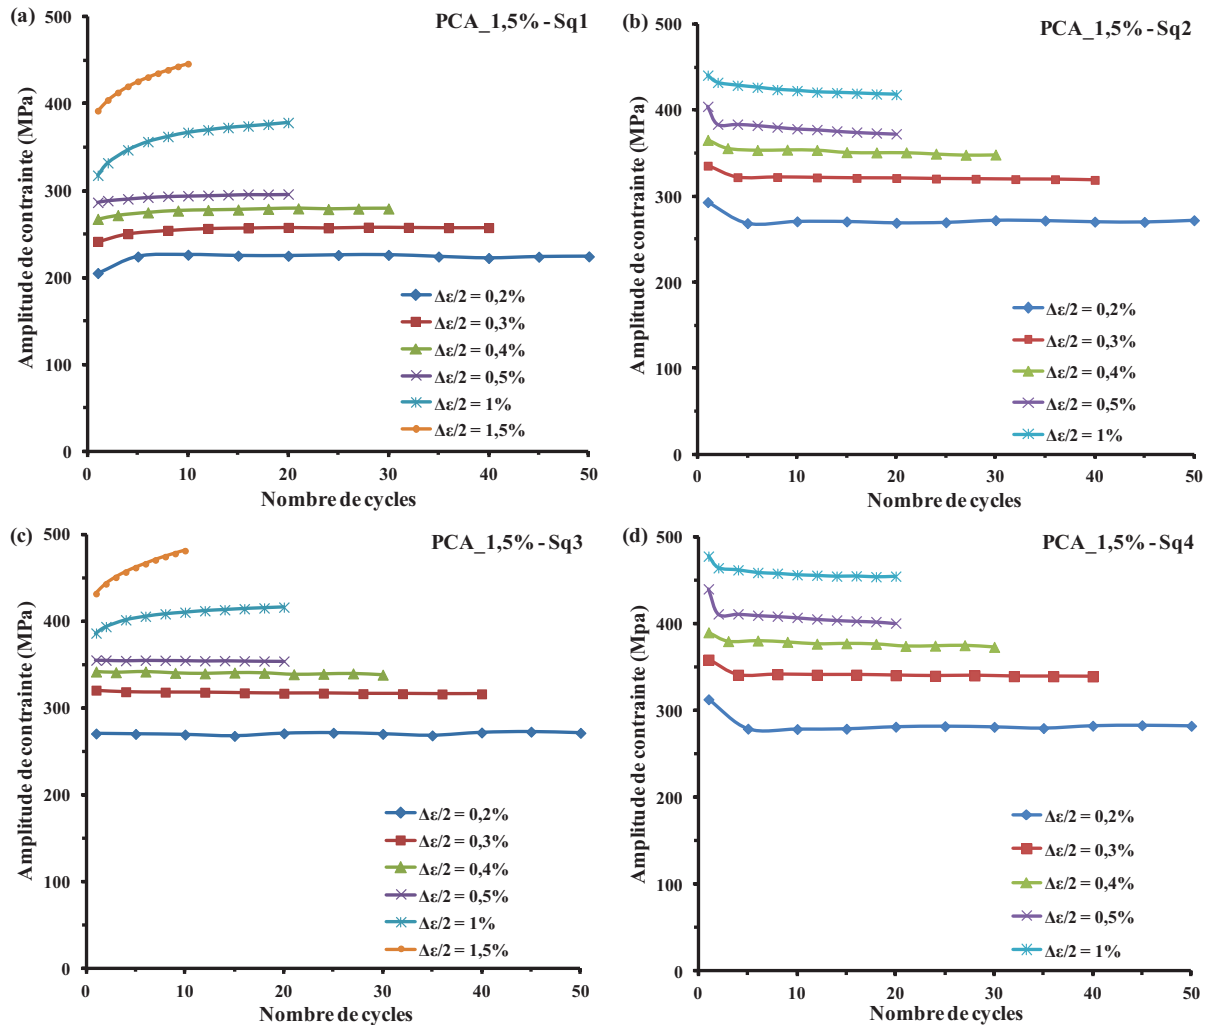 (a)
PCA_1,5% - Sq1
500
400
300
200
100
0
Amplitude de contrainte (MPa)
Δε/2 = 0,2%
Δε/2 = 0,3%
Δε/2 = 0,4%
Δε/2 = 0,5%
Δε/2 = 1%
Δε/2 = 1,5%
0 10 20 30 40 50
Nombre de cycles
(b)
PCA_1,5% - Sq2
500
400
300
200
100
0
Amplitude de contrainte (MPa)
Δε/2 = 0,2%
Δε/2 = 0,3%
Δε/2 = 0,4%
Δε/2 = 0,5%
Δε/2 = 1%
0 10 20 30 40 50
Nombre de cycles
(c)
PCA_1,5% - Sq3
500
400
300
200
100
0
Amplitude de contrainte (MPa)
Δε/2 = 0,2%
Δε/2 = 0,3%
Δε/2 = 0,4%
Δε/2 = 0,5%
Δε/2 = 1%
Δε/2 = 1,5%
0 10 20 30 40 50
Nombre de cycles
(d)
PCA_1,5% - Sq4
500
400
300
200
100
0
Amplitude de contrainte (Mpa)
Δε/2 = 0,2%
Δε/2 = 0,3%
Δε/2 = 0,4%
Δε/2 = 0,5%
Δε/2 = 1%
0 10 20 30 40 50
Nombre de cycles